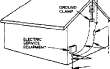 GROUND
CLAMP
ELECTRIC
SERVICE
EQUIPMENT